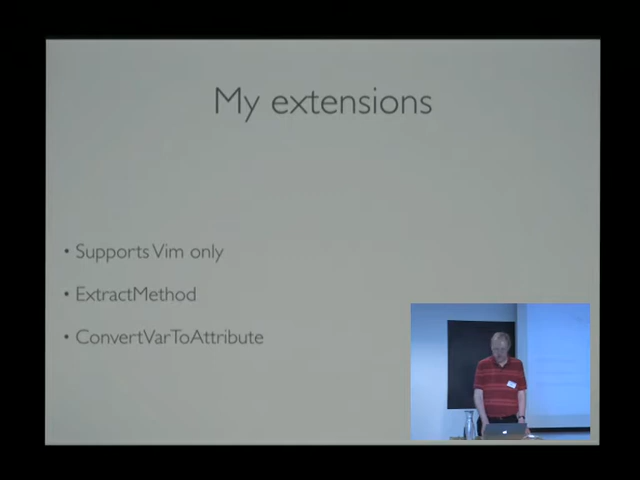 My extensions
• Supports Vim only
• ExtractMethod
• ConvertVarToAttribute